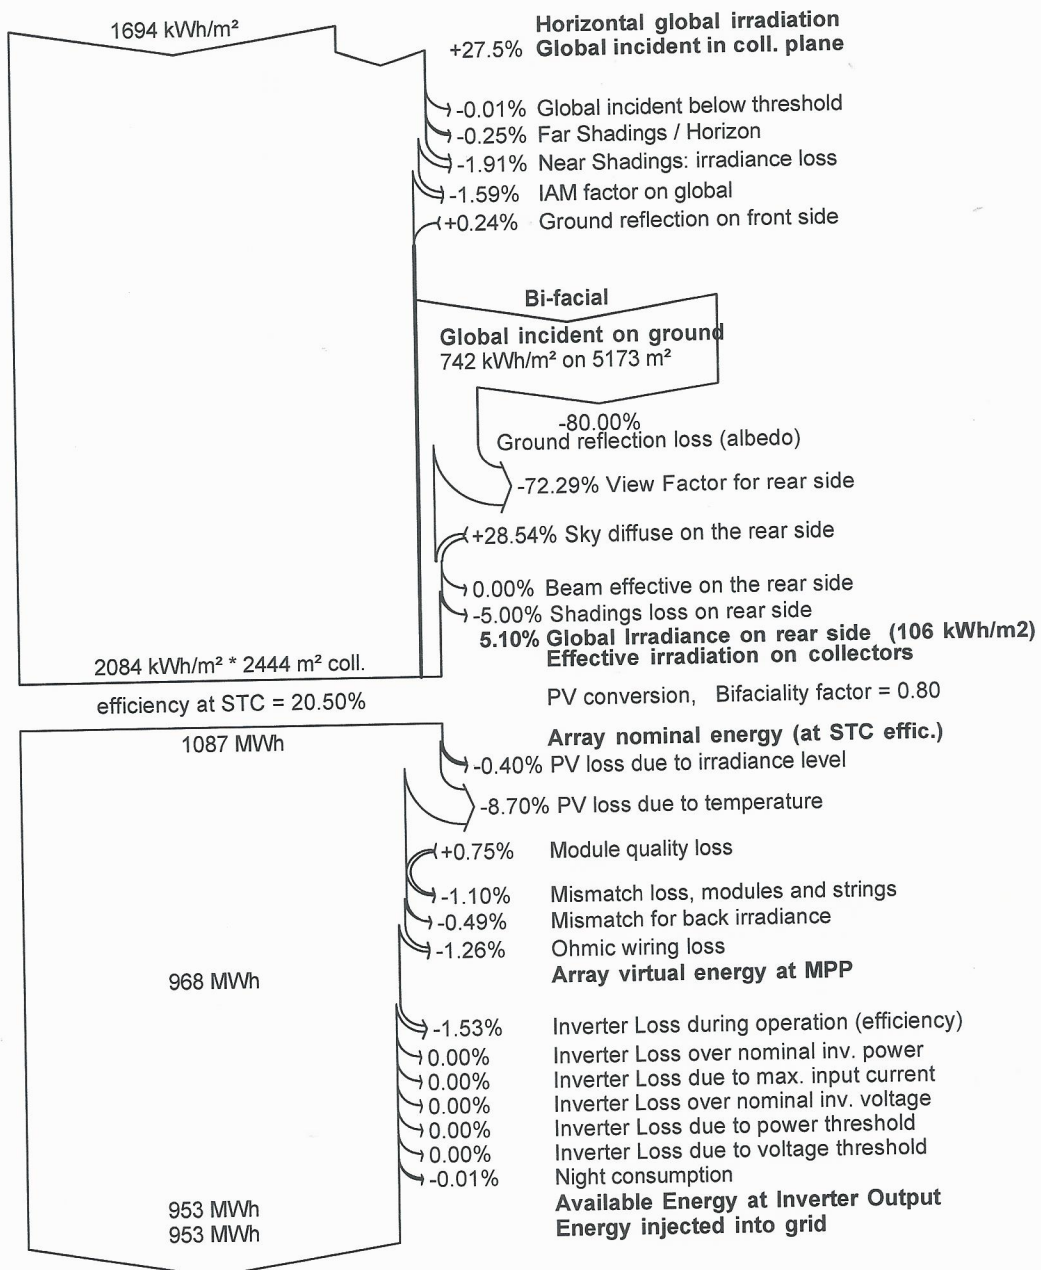 1694 kWh/m² Horizontal global irradiation
+27.5% Global incident in coll. plane
-0.01% Global incident below threshold
-0.25% Far Shadings / Horizon
-1.91% Near Shadings: irradiance loss
-1.59% IAM factor on global
+0.24% Ground reflection on front side
Bi-facial
Global incident on ground
742 kWh/m² on 5173 m²
-80.00%
Ground reflection loss (albedo)
-72.29% View Factor for rear side
+28.54% Sky diffuse on the rear side
0.00% Beam effective on the rear side
-5.00% Shadings loss on rear side
5.10% Global Irradiance on rear side (106 kWh/m2)
2084 kWh/m² * 2444 m² coll. Effective irradiation on collectors
efficiency at STC = 20.50% PV conversion, Bifaciality factor = 0.80
1087 MWh Array nominal energy (at STC effic.)
-0.40% PV loss due to irradiance level
-8.70% PV loss due to temperature
+0.75% Module quality loss
-1.10% Mismatch loss, modules and strings
-0.49% Mismatch for back irradiance
-1.26% Ohmic wiring loss
968 MWh Array virtual energy at MPP
-1.53% Inverter Loss during operation (efficiency)
0.00% Inverter Loss over nominal inv. power
0.00% Inverter Loss due to max. input current
0.00% Inverter Loss over nominal inv. voltage
0.00% Inverter Loss due to power threshold
0.00% Inverter Loss due to voltage threshold
-0.01% Night consumption
953 MWh Available Energy at Inverter Output
953 MWh Energy injected into grid